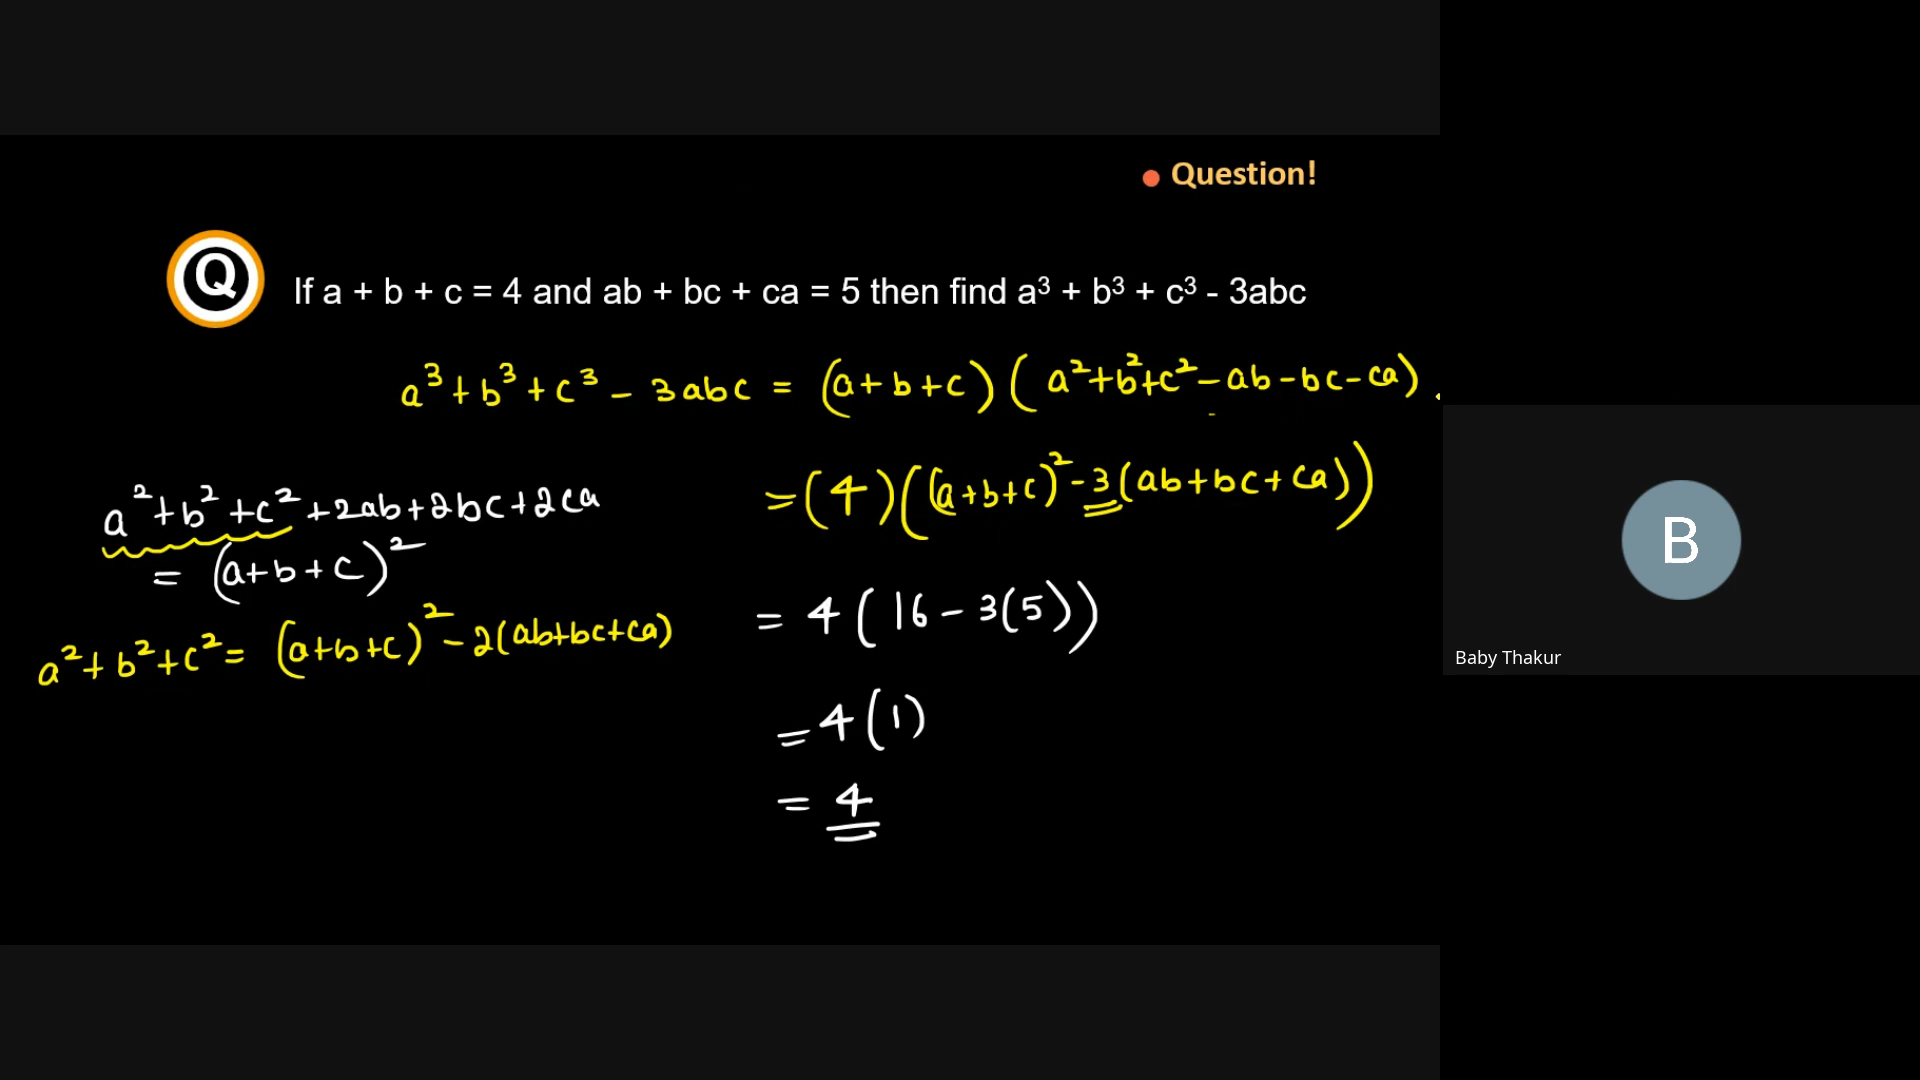 Question!
Q
If a + b + c = 4 and ab + bc + ca = 5 then find a³ + b³ + c³ - 3abc
a³ + b³ + c³ - 3abc = (a+b+c) (a²+b²+c²-ab-bc-ca)
= (4) ((a+b+c)² - 3(ab+bc+ca))
a²+b²+c²+2ab+2bc+2ca
= (a+b+c)²
a²+b²+c² = (a+b+c)² - 2(ab+bc+ca)
= 4 (16 - 3(5))
= 4(1)
= 4
B
Baby Thakur